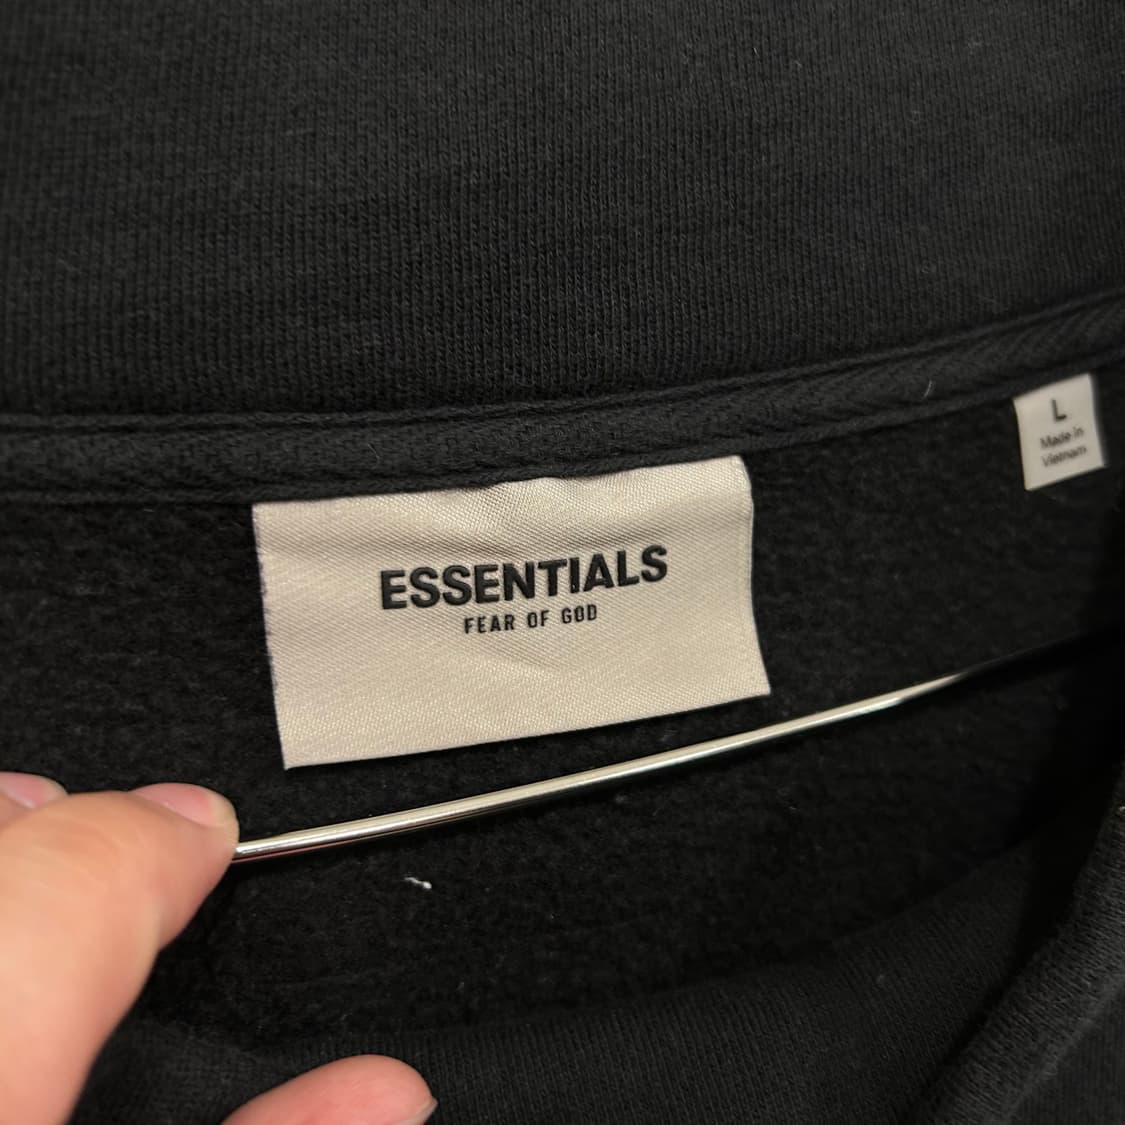 ESSENTIALS
FEAR OF GOD
L
Made in
Vietnam